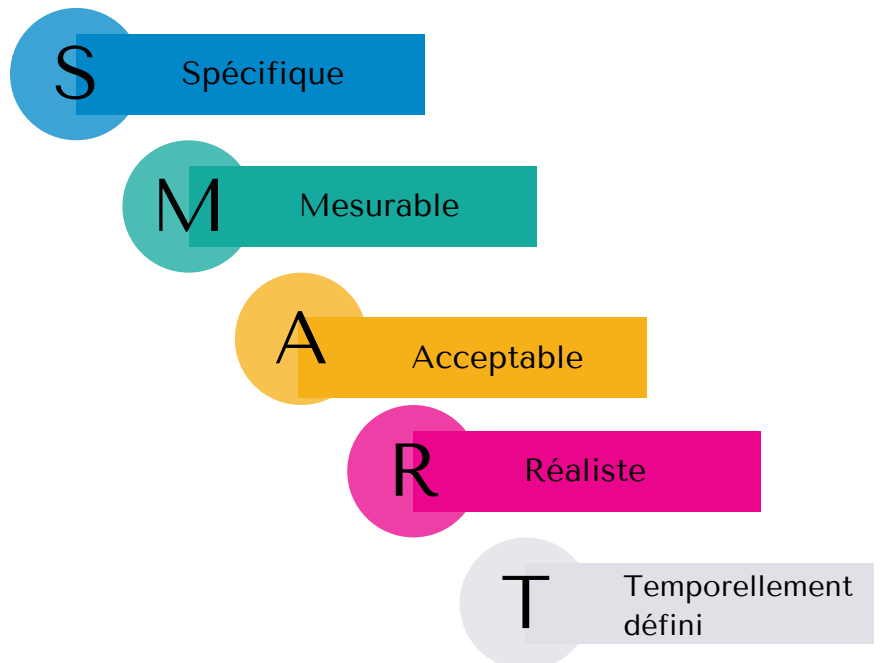 S Spécifique
M Mesurable
A Acceptable
R Réaliste
T Temporellement
défini